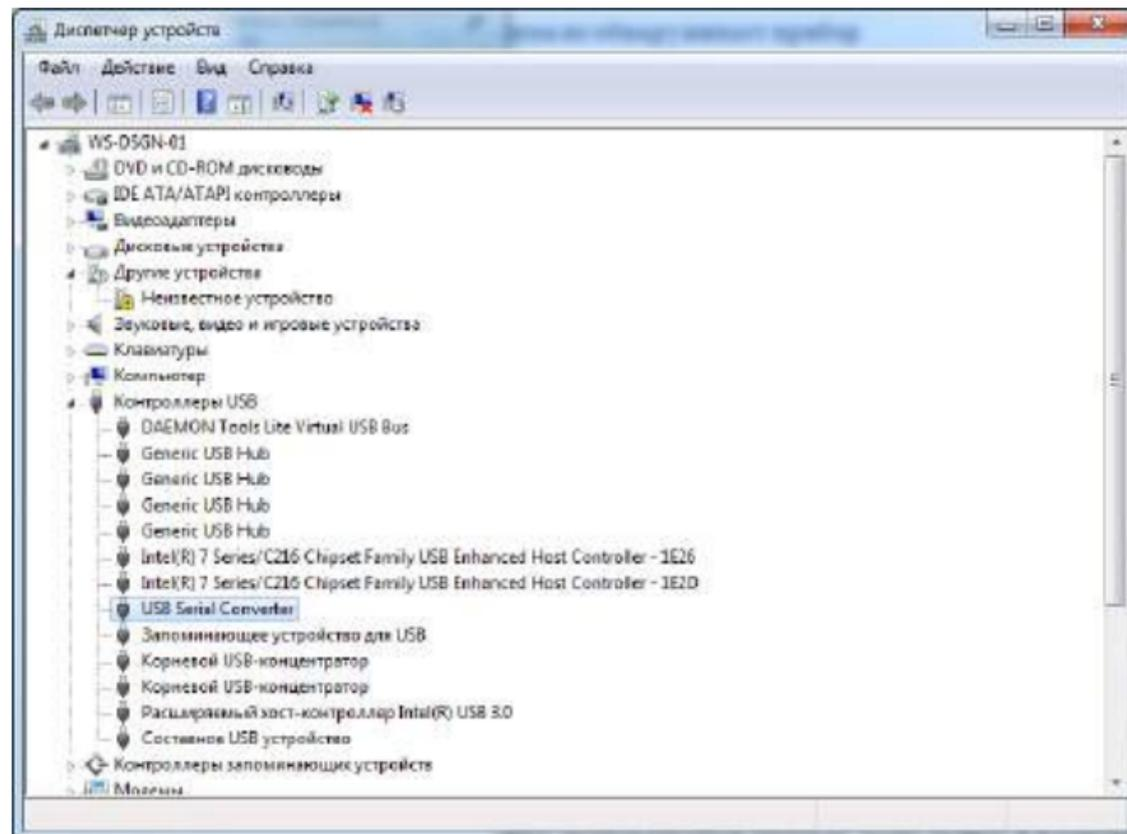 Диспетчер устройств
Файл Действие Вид Справка
WS-DSGN-01
DVD и CD-ROM дисководы
IDE ATA/ATAPI контроллеры
Видеоадаптеры
Дисковые устройства
Другие устройства
Неизвестное устройство
Звуковые, видео и игровые устройства
Клавиатуры
Компьютер
Контроллеры USB
DAEMON Tools Lite Virtual USB Bus
Generic USB Hub
Generic USB Hub
Generic USB Hub
Generic USB Hub
Intel(R) 7 Series/C216 Chipset Family USB Enhanced Host Controller - 1E26
Intel(R) 7 Series/C216 Chipset Family USB Enhanced Host Controller - 1E2D
USB Serial Converter
Запоминающее устройство для USB
Корневой USB-концентратор
Корневой USB-концентратор
Расширяемый хост-контроллер Intel(R) USB 3.0
Составное USB устройство
Контроллеры запоминающих устройств
Модемы